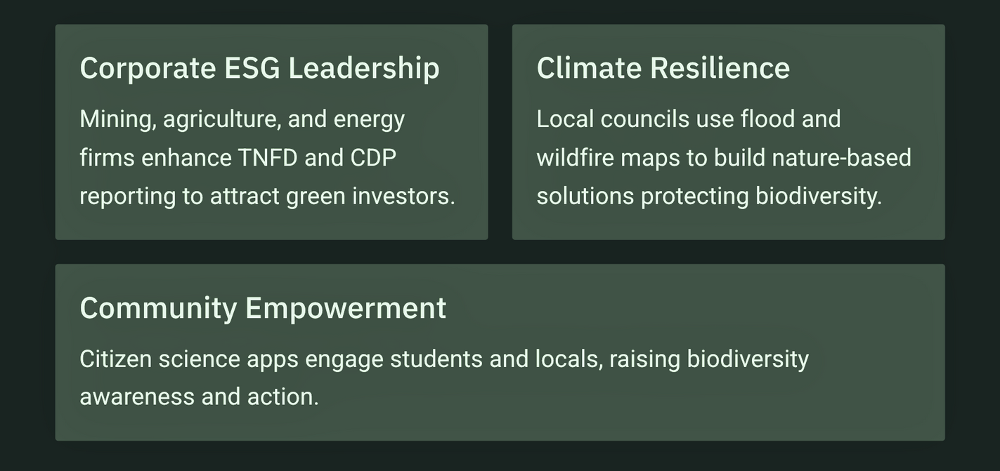 Corporate ESG Leadership
Mining, agriculture, and energy
firms enhance TNFD and CDP
reporting to attract green investors.
Climate Resilience
Local councils use flood and
wildfire maps to build nature-based
solutions protecting biodiversity.
Community Empowerment
Citizen science apps engage students and locals, raising biodiversity
awareness and action.